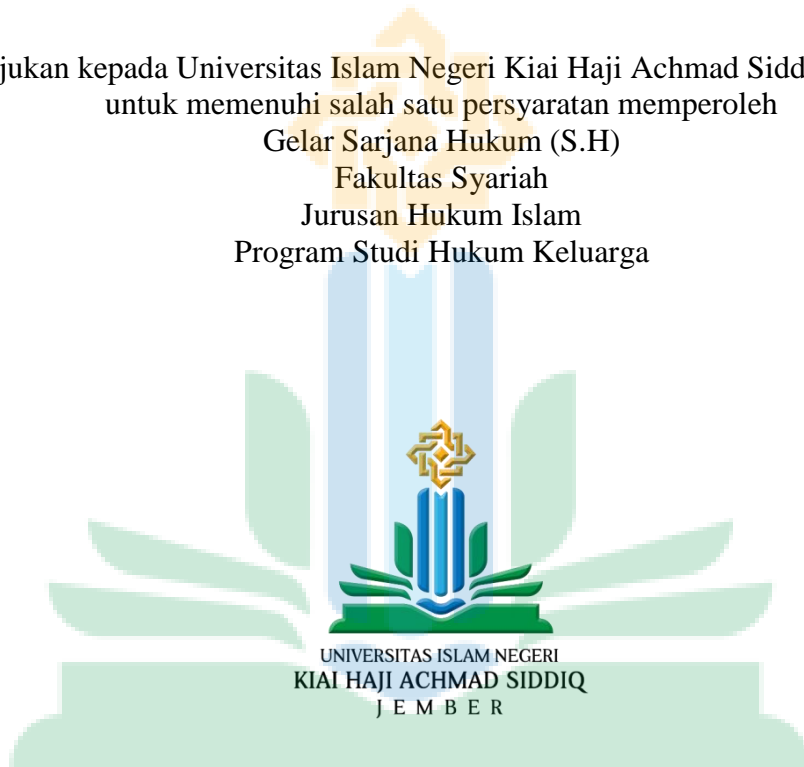 jukan kepada Universitas Islam Negeri Kiai Haji Achmad Sidd
untuk memenuhi salah satu persyaratan memperoleh
Gelar Sarjana Hukum (S.H)
Fakultas Syariah
Jurusan Hukum Islam
Program Studi Hukum Keluarga
UNIVERSITAS ISLAM NEGERI
KIAI HAJI ACHMAD SIDDIQ
JEMBER